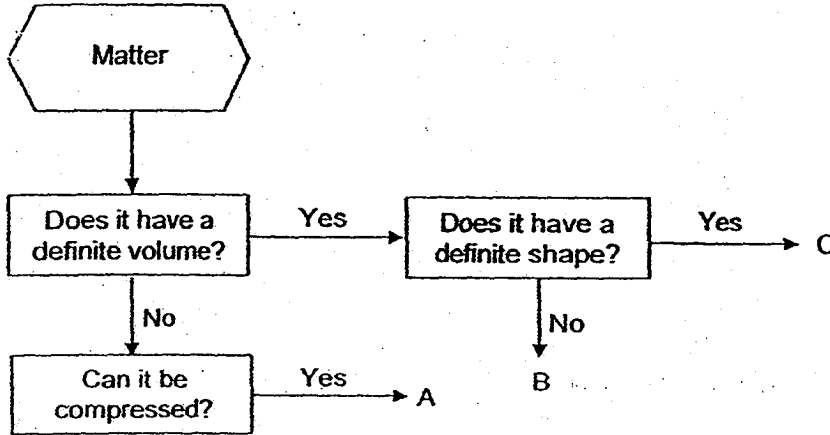 Matter
Does it have a
definite volume?
Yes
Does it have a
definite shape?
Yes
C
No
No
Can it be
compressed?
Yes
A
B